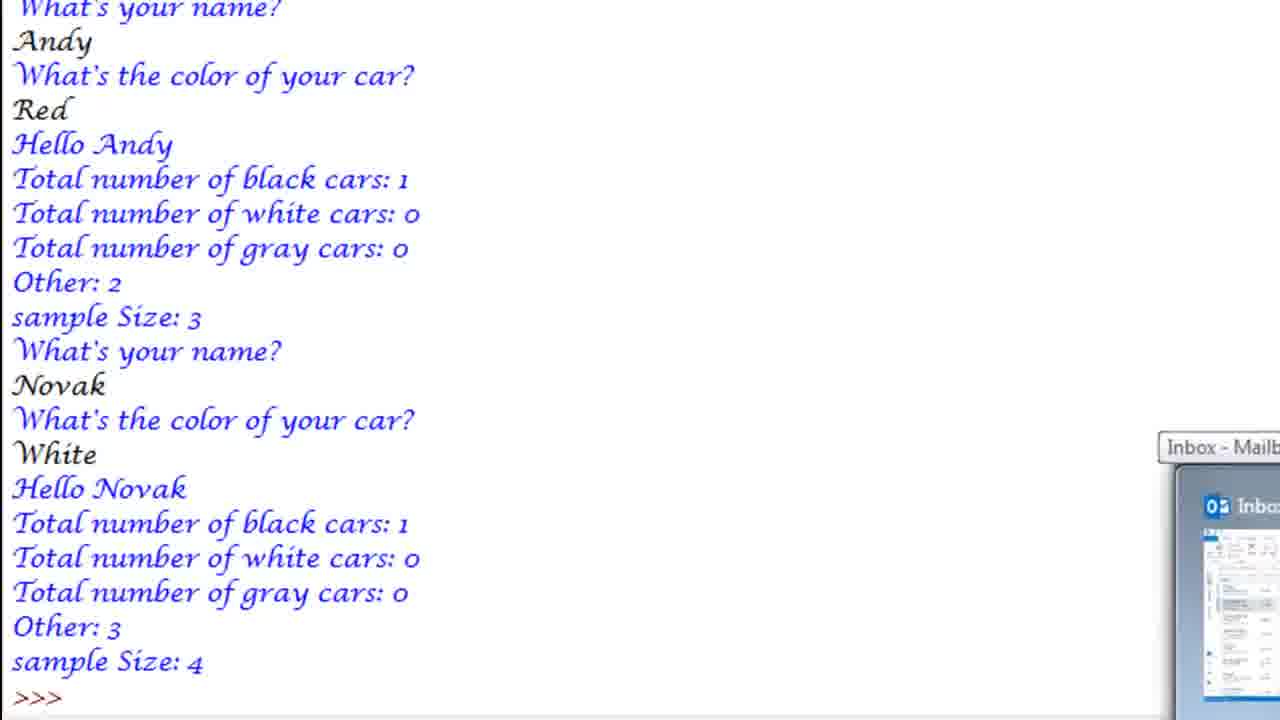 What's your name?
Andy
What's the color of your car?
Red
Hello Andy
Total number of black cars: 1
Total number of white cars: 0
Total number of gray cars: 0
Other: 2
sample Size: 3
What's your name?
Novak
What's the color of your car?
White
Hello Novak
Total number of black cars: 1
Total number of white cars: 0
Total number of gray cars: 0
Other: 3
sample Size: 4
>>>
Inbox - Mailb
Inbo